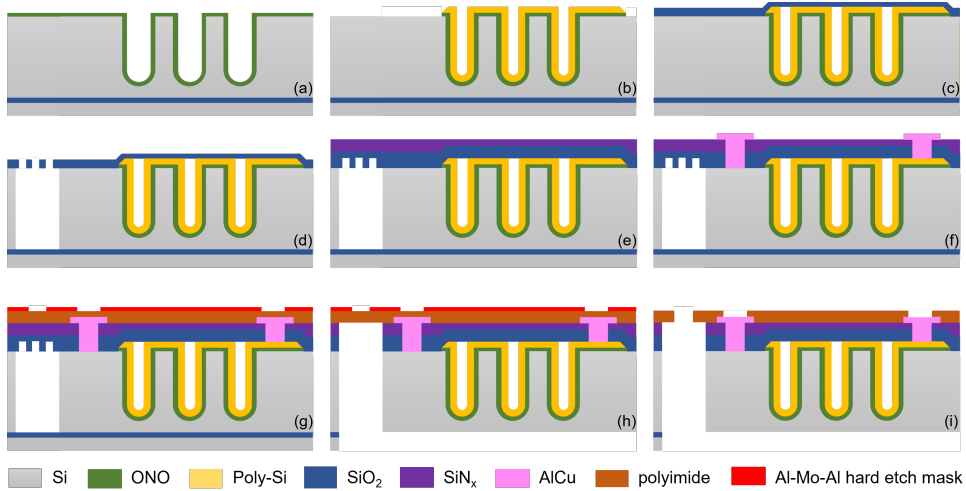 (a)
(b)
(c)
(d)
(e)
(f)
(g)
(h)
(i)
Si ONO Poly-Si SiO₂ SiNₓ AlCu polyimide Al-Mo-Al hard etch mask